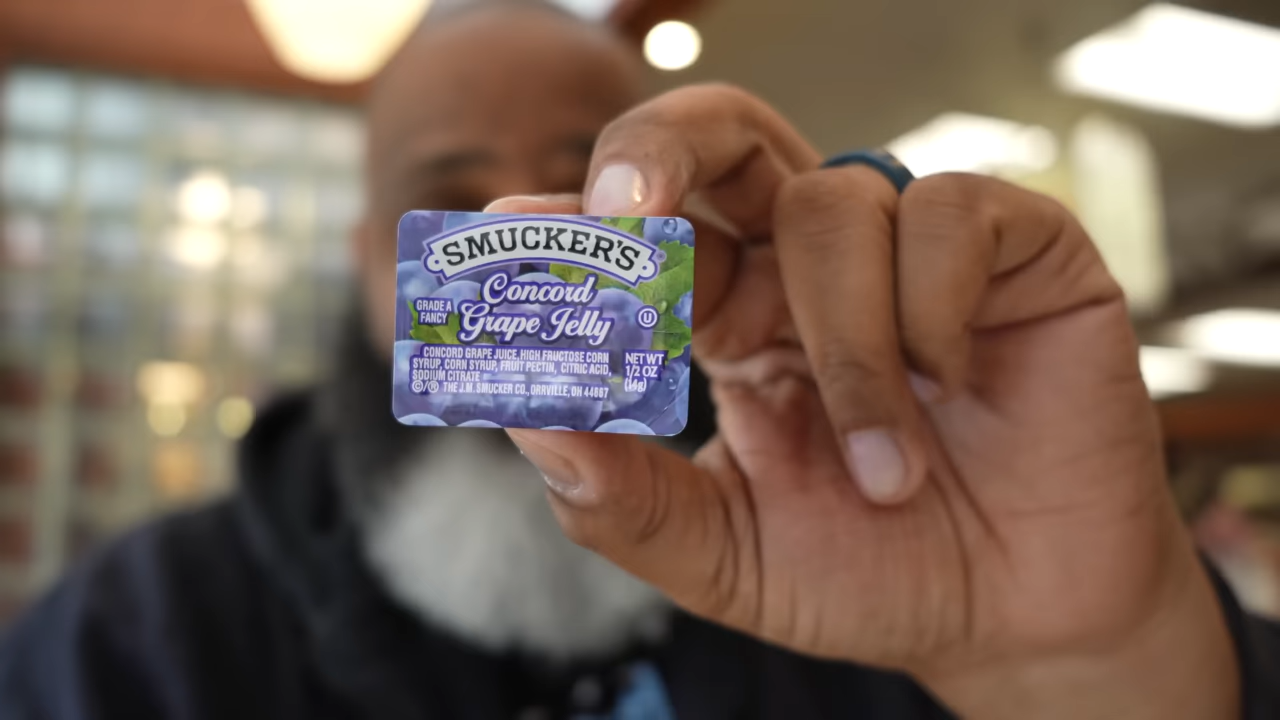 SMUCKER'S
®
Concord
Grape Jelly
GRADE A
FANCY
U
CONCORD GRAPE JUICE, HIGH FRUCTOSE CORN
SYRUP, CORN SYRUP, FRUIT PECTIN, CITRIC ACID,
SODIUM CITRATE
©/® THE J.M. SMUCKER CO., ORRVILLE, OH 44667
NET WT
1/2 OZ
(14g)